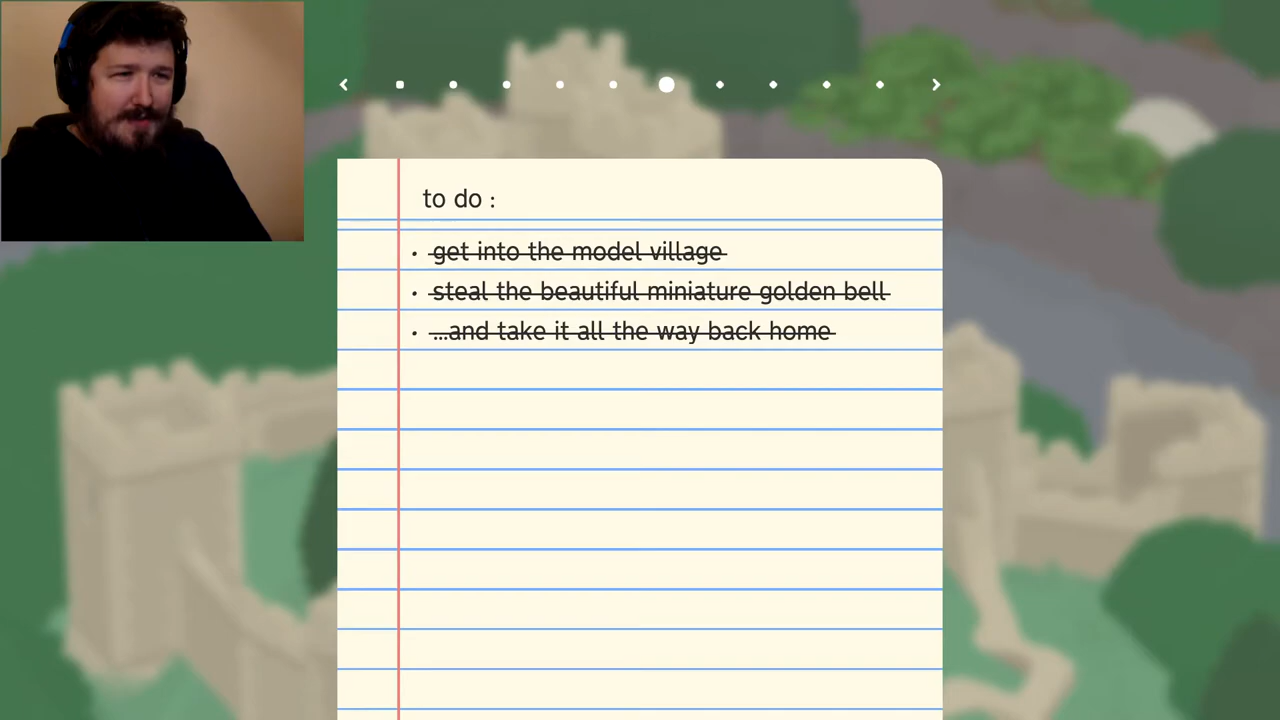 to do :
• get into the model village
• steal the beautiful miniature golden bell
• ...and take it all the way back home